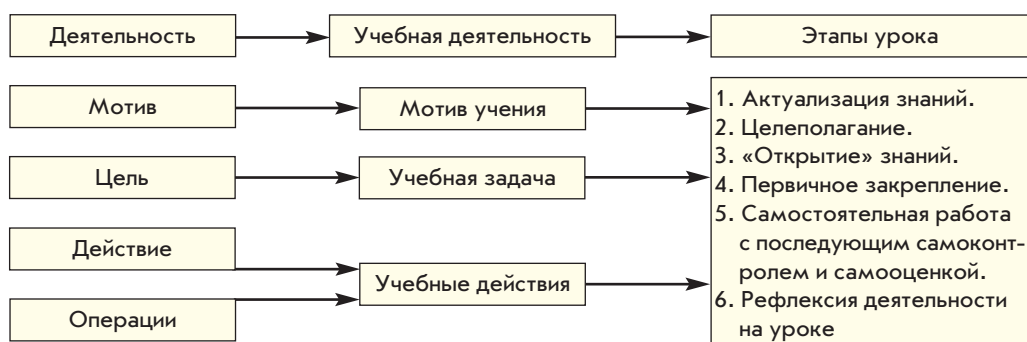 Деятельность
Учебная деятельность
Этапы урока
Мотив
Мотив учения
Цель
Учебная задача
Действие
Операции
Учебные действия
1. Актуализация знаний.
2. Целеполагание.
3. «Открытие» знаний.
4. Первичное закрепление.
5. Самостоятельная работа
с последующим самоконт-
ролем и самооценкой.
6. Рефлексия деятельности
на уроке